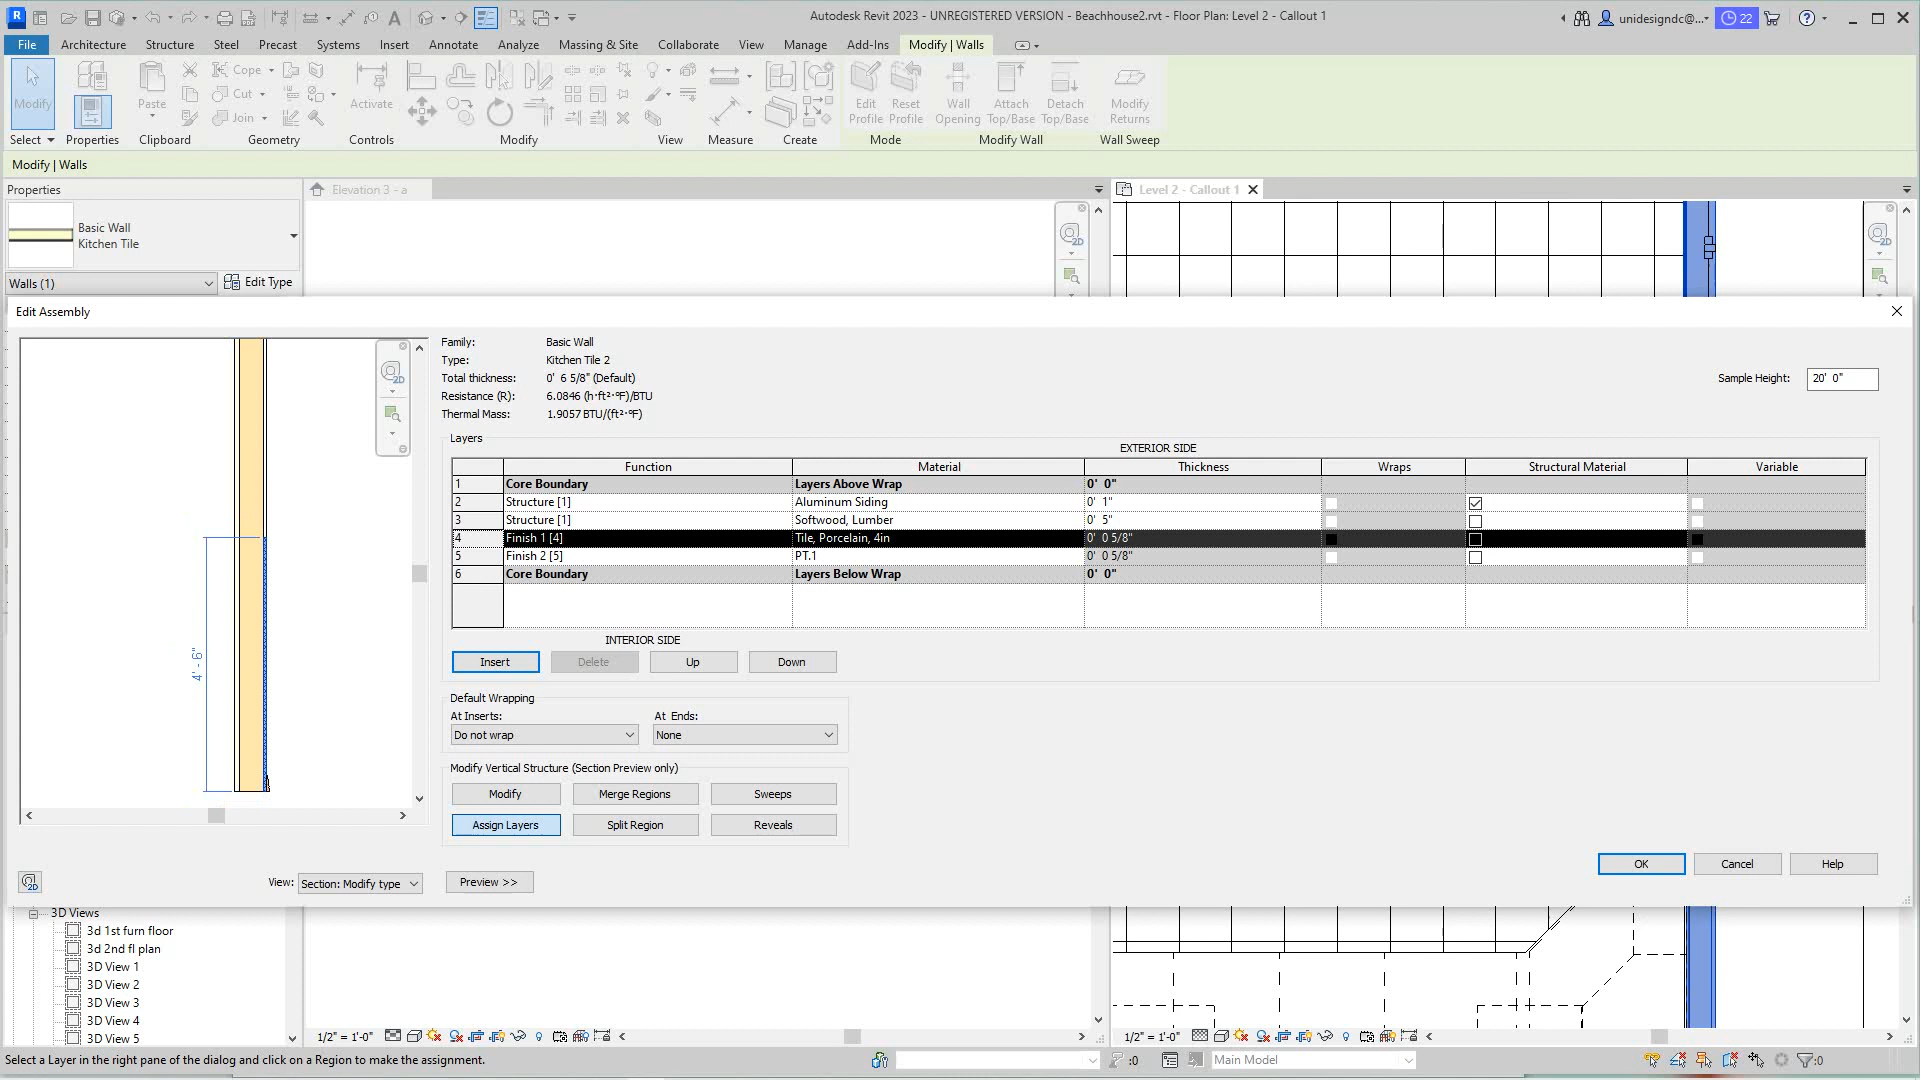 Autodesk Revit 2023 - UNREGISTERED VERSION - Beachhouse2.rvt - Floor Plan: Level 2 - Callout 1
unidesigndc@...
22
File Architecture Structure Steel Precast Systems Insert Annotate Analyze Massing & Site Collaborate View Manage Add-Ins Modify | Walls
Modify
Paste
Cope
Cut
Join
Activate
Edit Profile
Reset Profile
Wall Opening
Attach Top/Base
Detach Top/Base
Modify Returns
Select Properties Clipboard Geometry Controls Modify View Measure Create Mode Modify Wall Wall Sweep
Modify | Walls
Properties
Elevation 3 - a
Level 2 - Callout 1
Basic Wall
Kitchen Tile
Walls (1)
Edit Type
2D
2D
Edit Assembly
2D
Family: Basic Wall
Type: Kitchen Tile 2
Total thickness: 0' 6 5/8" (Default)
Resistance (R): 6.0846 (h·ft²·°F)/BTU
Thermal Mass: 1.9057 BTU/(ft²·°F)
Sample Height: 20' 0"
Layers
EXTERIOR SIDE
Function Material Thickness Wraps Structural Material Variable
1 Core Boundary Layers Above Wrap 0' 0"
2 Structure [1] Aluminum Siding 0' 1"
3 Structure [1] Softwood, Lumber 0' 5"
4 Finish 1 [4] Tile, Porcelain, 4in 0' 0 5/8"
5 Finish 2 [5] PT.1 0' 0 5/8"
6 Core Boundary Layers Below Wrap 0' 0"
INTERIOR SIDE
Insert Delete Up Down
4' - 6"
Default Wrapping
At Inserts: At Ends:
Do not wrap None
Modify Vertical Structure (Section Preview only)
Modify Merge Regions Sweeps
Assign Layers Split Region Reveals
OK Cancel Help
2D
View: Section: Modify type Preview >>
3D Views
3d 1st furn floor
3d 2nd fl plan
3D View 1
3D View 2
3D View 3
3D View 4
3D View 5
1/2" = 1'-0"
1/2" = 1'-0"
Select a Layer in the right pane of the dialog and click on a Region to make the assignment.
:0
Main Model
:0